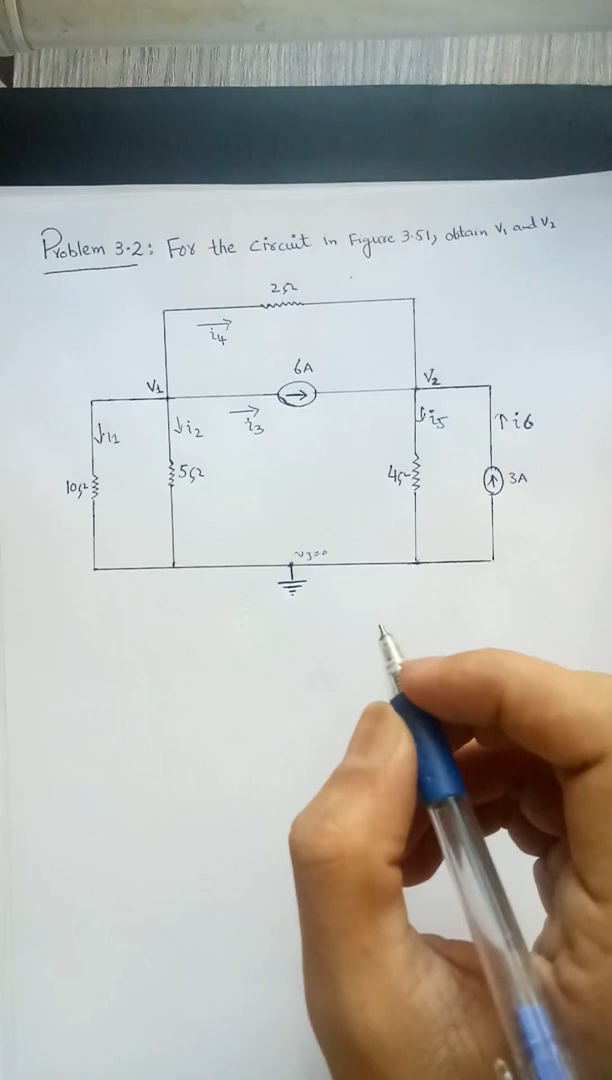 Problem 3.2: For the circuit in Figure 3.51, obtain V₁ and V₂
2Ω
i₄
6A
V₁
V₂
i₁
i₂
i₃
i₅
i6
10Ω
5Ω
4Ω
3A
V₃=0